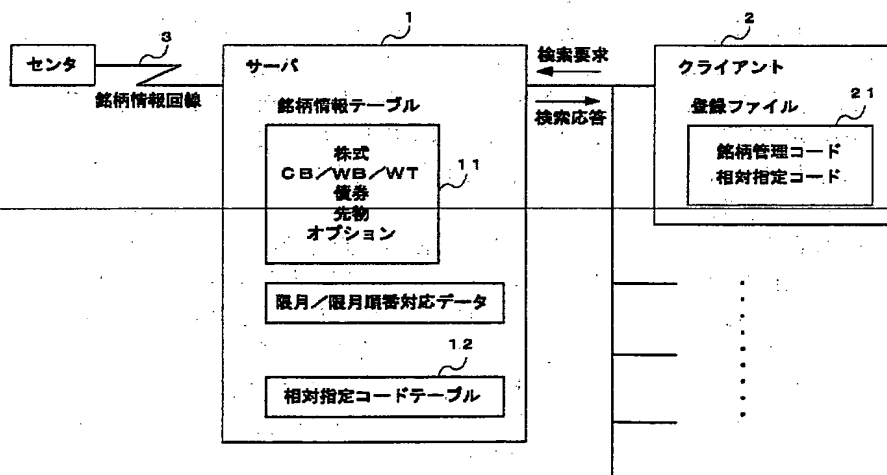 1
2
3
センタ
銘柄情報回線
サーバ
銘柄情報テーブル
株式
CB/WB/WT
債券
先物
オプション
11
限月/限月順番対応データ
12
相対指定コードテーブル
検索要求
検索応答
クライアント
登録ファイル
21
銘柄管理コード
相対指定コード